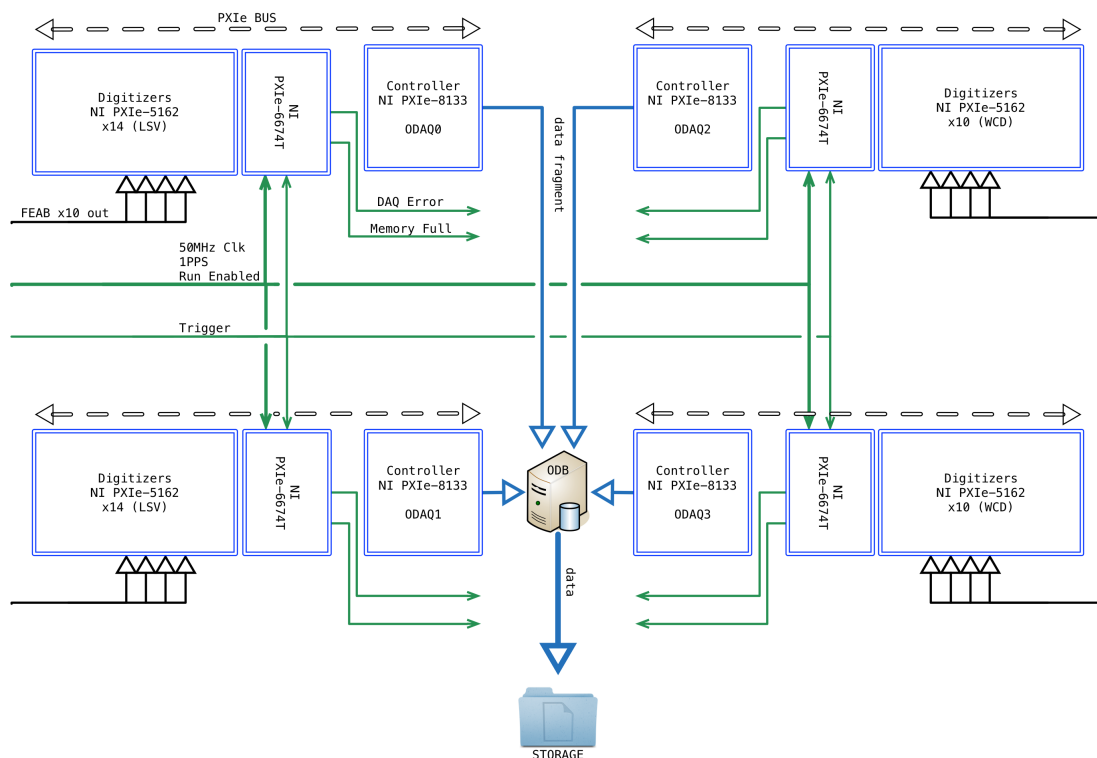 PXIe BUS
Digitizers
NI PXIe−5162
x14 (LSV)
NI
PXIe−6674T
Controller
NI PXIe−8133
ODAQ0
Controller
NI PXIe−8133
ODAQ2
NI
PXIe−6674T
Digitizers
NI PXIe−5162
x10 (WCD)
data fragment
FEAB x10 out
DAQ Error
Memory Full
50MHz Clk
1PPS
Run Enabled
Trigger
Digitizers
NI PXIe−5162
x14 (LSV)
NI
PXIe−6674T
Controller
NI PXIe−8133
ODAQ1
ODB
Controller
NI PXIe−8133
ODAQ3
NI
PXIe−6674T
Digitizers
NI PXIe−5162
x10 (WCD)
data
STORAGE